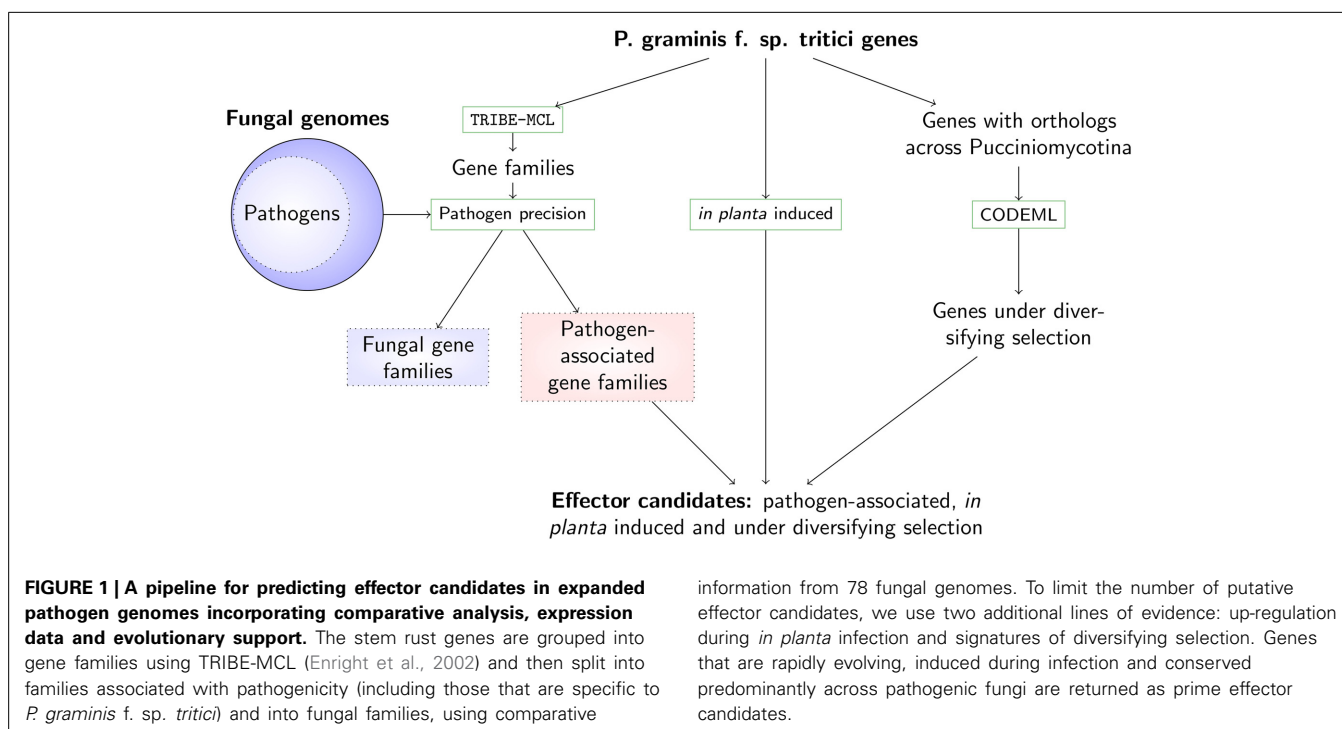 P. graminis f. sp. tritici genes
Fungal genomes
Pathogens
TRIBE-MCL
Gene families
Pathogen precision
Fungal gene
families
Pathogen-
associated
gene families
in planta induced
Genes with orthologs
across Pucciniomycotina
CODEML
Genes under diver-
sifying selection
Effector candidates: pathogen-associated, in
planta induced and under diversifying selection
FIGURE 1 | A pipeline for predicting effector candidates in expanded
pathogen genomes incorporating comparative analysis, expression
data and evolutionary support. The stem rust genes are grouped into
gene families using TRIBE-MCL (Enright et al., 2002) and then split into
families associated with pathogenicity (including those that are specific to
P. graminis f. sp. tritici) and into fungal families, using comparative
information from 78 fungal genomes. To limit the number of putative
effector candidates, we use two additional lines of evidence: up-regulation
during in planta infection and signatures of diversifying selection. Genes
that are rapidly evolving, induced during infection and conserved
predominantly across pathogenic fungi are returned as prime effector
candidates.